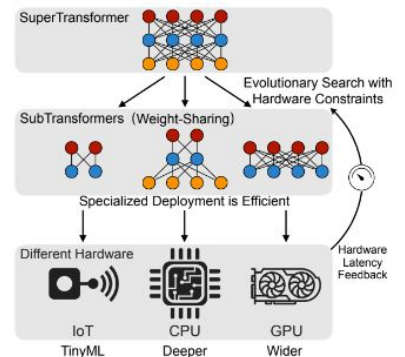 SuperTransformer
Evolutionary Search with
Hardware Constraints
SubTransformers (Weight-Sharing)
Specialized Deployment is Efficient
Hardware
Latency
Feedback
Different Hardware
IoT CPU GPU
TinyML Deeper Wider